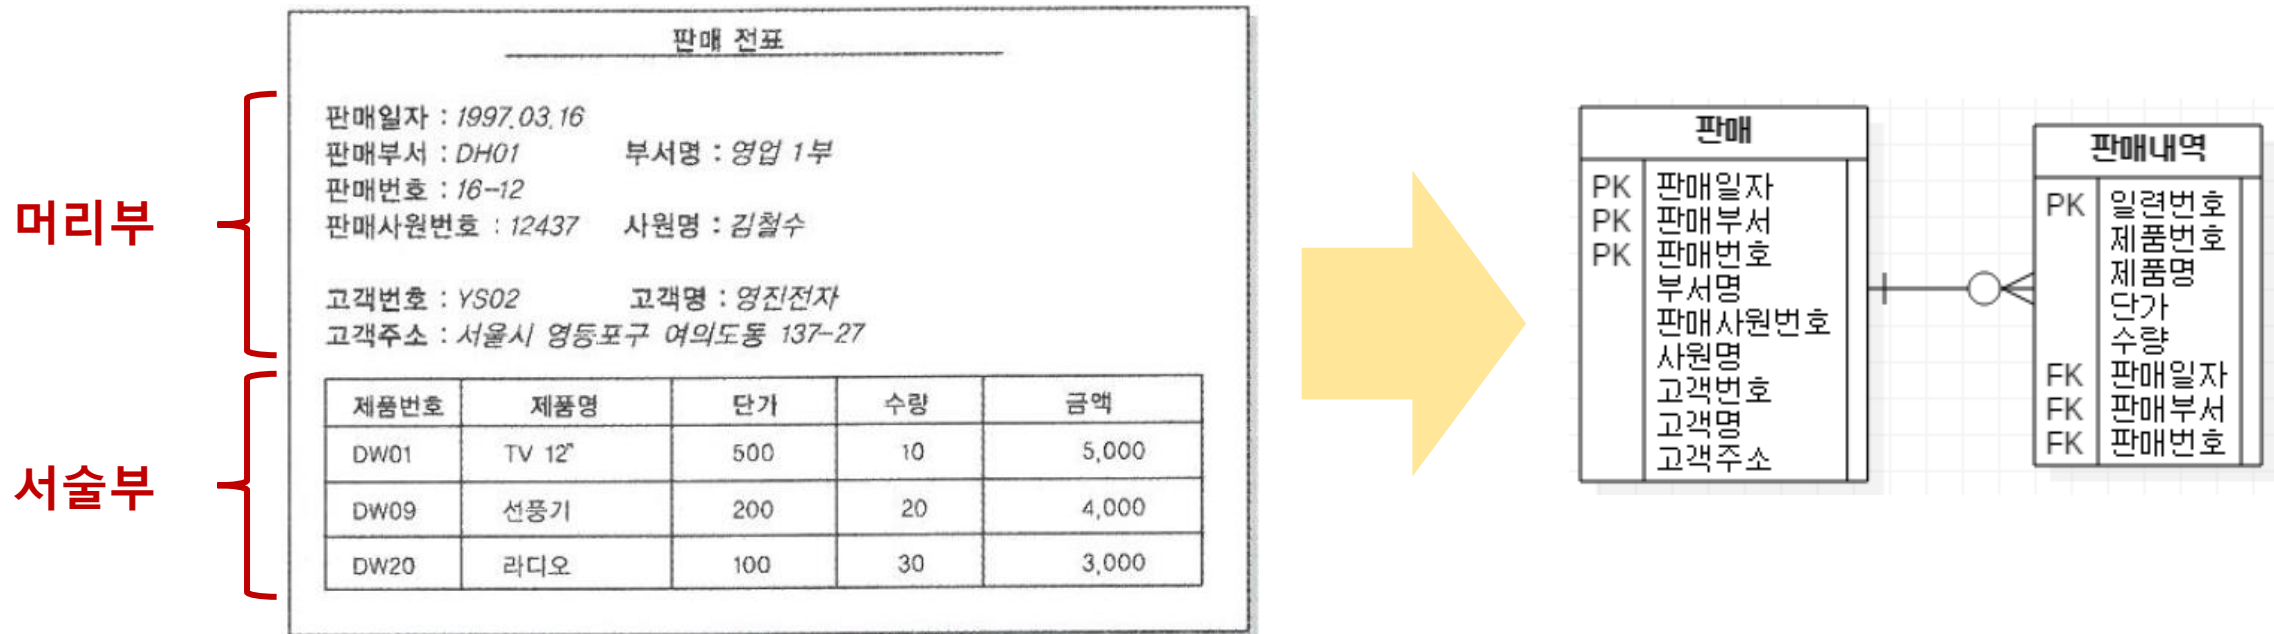 판매 전표
머리부
판매일자 : 1997.03.16
판매부서 : DH01 부서명 : 영업 1부
판매번호 : 16-12
판매사원번호 : 12437 사원명 : 김철수
고객번호 : YS02 고객명 : 영진전자
고객주소 : 서울시 영등포구 여의도동 137-27
서술부
제품번호 제품명 단가 수량 금액
DW01 TV 12" 500 10 5,000
DW09 선풍기 200 20 4,000
DW20 라디오 100 30 3,000
판매
PK 판매일자
PK 판매부서
PK 판매번호
부서명
판매사원번호
사원명
고객번호
고객명
고객주소
판매내역
PK 일련번호
제품번호
제품명
단가
수량
FK 판매일자
FK 판매부서
FK 판매번호